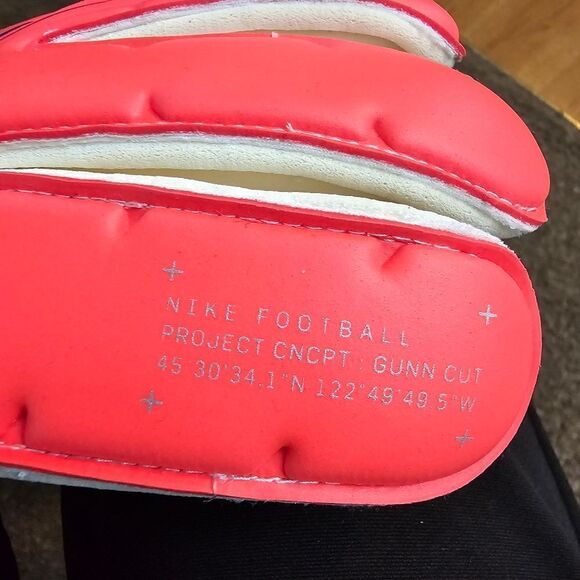 NIKE FOOTBALL
PROJECT CNCPT : GUNN CUT
45°30'34.1"N 122°49'49.5"W